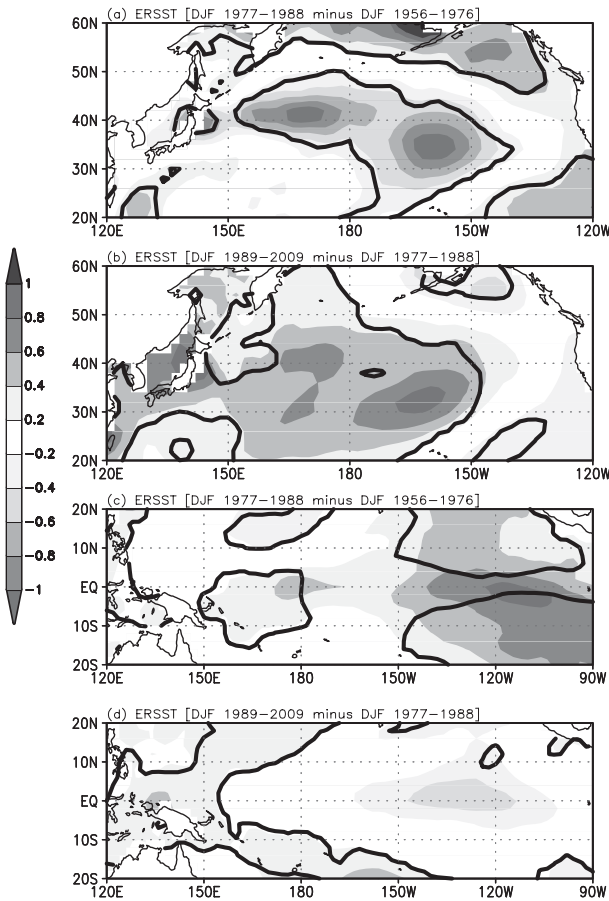 (a) ERSST [DJF 1977−1988 minus DJF 1956−1976]
60N
50N
40N
30N
20N
120E 150E 180 150W 120W
(b) ERSST [DJF 1989−2009 minus DJF 1977−1988]
60N
50N
40N
30N
20N
120E 150E 180 150W 120W
1
0.8
0.6
0.4
0.2
−0.2
−0.4
−0.6
−0.8
−1
(c) ERSST [DJF 1977−1988 minus DJF 1956−1976]
20N
10N
EQ
10S
20S
120E 150E 180 150W 120W 90W
(d) ERSST [DJF 1989−2009 minus DJF 1977−1988]
20N
10N
EQ
10S
20S
120E 150E 180 150W 120W 90W